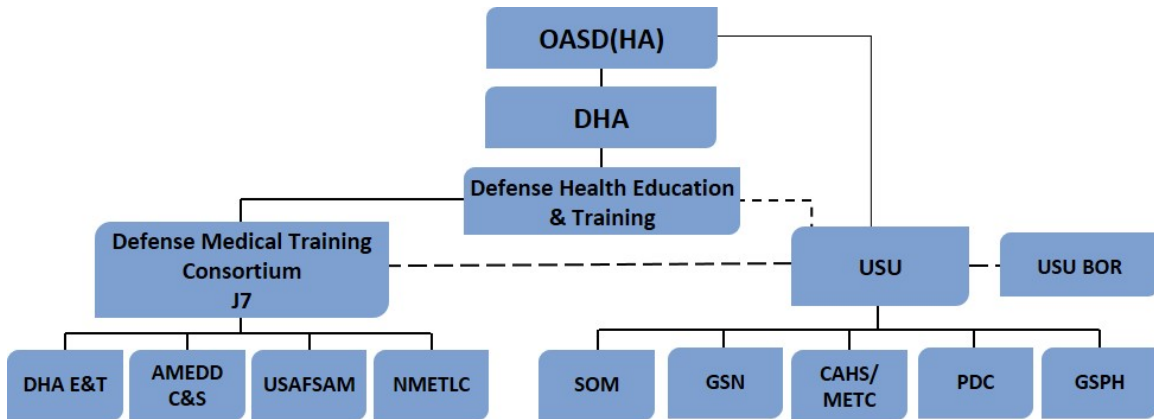 OASD(HA)
DHA
Defense Health Education
& Training
Defense Medical Training
Consortium
J7
USU
USU BOR
DHA E&T
AMEDD
C&S
USAFSAM
NMETLC
SOM
GSN
CAHS/
METC
PDC
GSPH